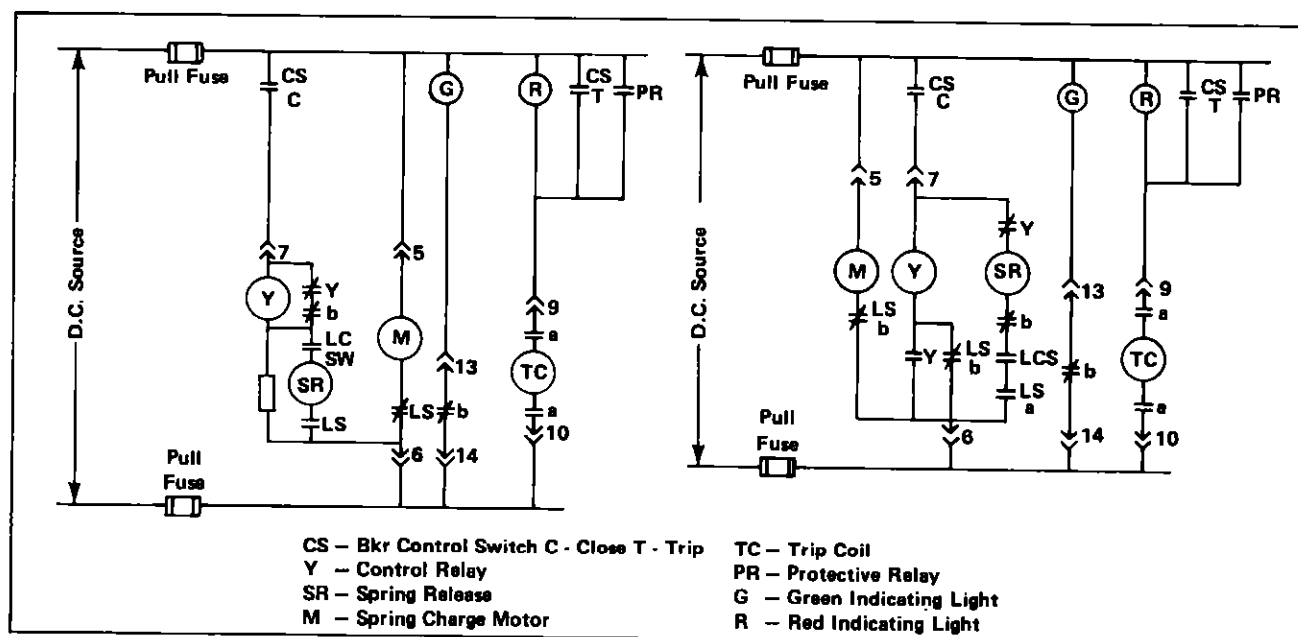 Pull Fuse
CS
C
G
R
CS
T
PR
D.C. Source
7
5
Y
Y
b
LC
SW
SR
LS
M
LS
13
b
9
a
TC
a
6
14
10
Pull
Fuse
Pull Fuse
CS
C
G
R
CS
T
PR
D.C. Source
5
7
Y
M
Y
SR
13
9
a
LS
b
Y
LS
b
b
LCS
LS
a
b
TC
a
6
14
10
Pull
Fuse
CS – Bkr Control Switch C - Close T - Trip
Y – Control Relay
SR – Spring Release
M – Spring Charge Motor
TC – Trip Coil
PR – Protective Relay
G – Green Indicating Light
R – Red Indicating Light